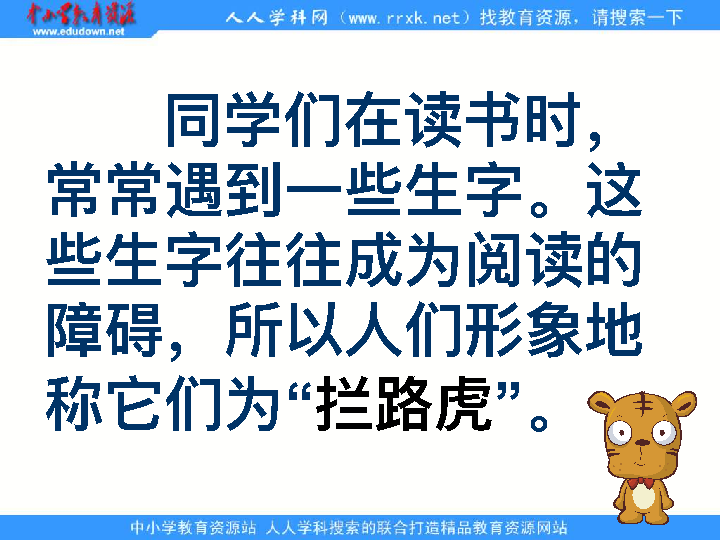 中小学教育资源
www.edudown.net
人人学科网（www.rrxk.net）找教育资源，请搜索一下
同学们在读书时，
常常遇到一些生字。这
些生字往往成为阅读的
障碍，所以人们形象地
称它们为“拦路虎”。
中小学教育资源站 人人学科搜索的联合打造精品教育资源网站